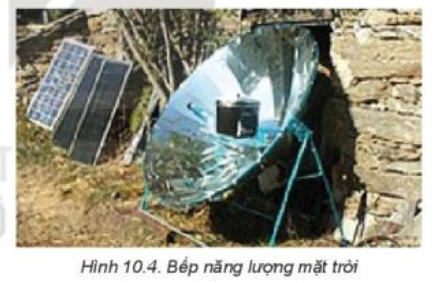 Hình 10.4. Bếp năng lượng mặt trời